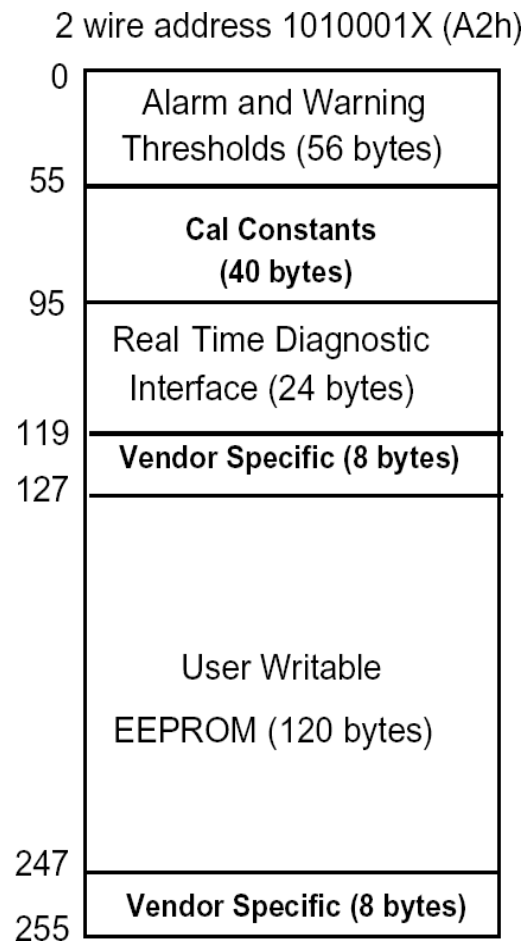 2 wire address 1010001X (A2h)
0
Alarm and Warning
Thresholds (56 bytes)
55
Cal Constants
(40 bytes)
95
Real Time Diagnostic
Interface (24 bytes)
119
Vendor Specific (8 bytes)
127
User Writable
EEPROM (120 bytes)
247
Vendor Specific (8 bytes)
255